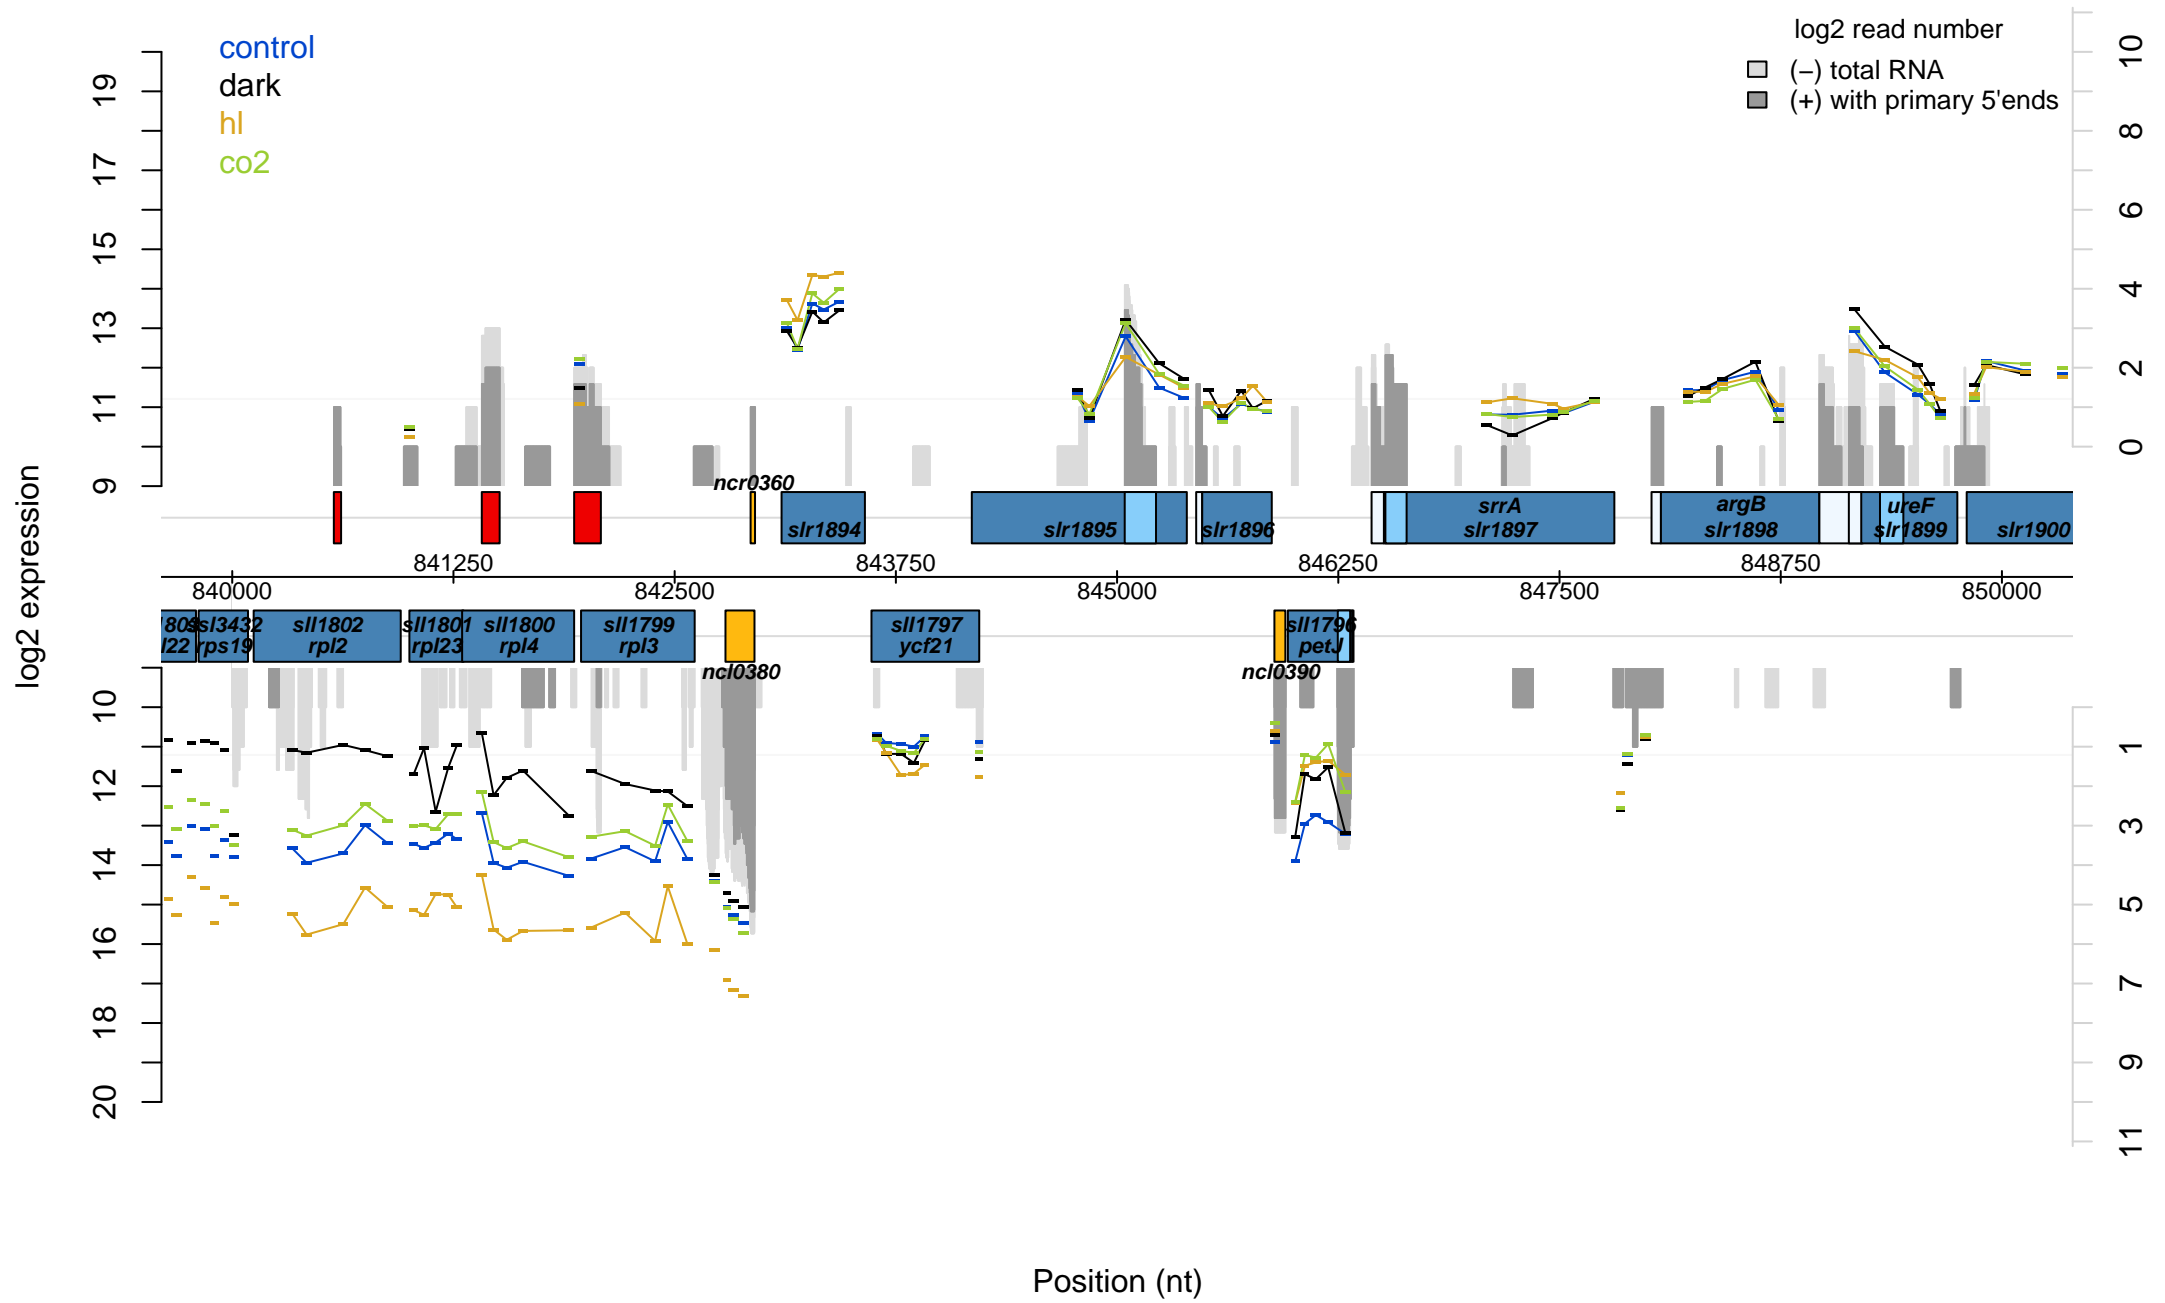 control
dark
hl
co2
log2 read number
(−) total RNA
(+) with primary 5'ends
19
17
15
13
11
9
10
8
6
4
2
0
log2 expression
ncr0360
slr1894
slr1895
slr1896
srrA
slr1897
argB
slr1898
ureF
slr1899
slr1900
841250
843750
846250
848750
840000
842500
845000
847500
850000
l22
ssl3432
rps19
sll1802
rpl2
sll1801
rpl23
sll1800
rpl4
sll1799
rpl3
ncl0380
sll1797
ycf21
sll1796
petJ
ncl0390
10
12
14
16
18
20
1
3
5
7
9
11
Position (nt)